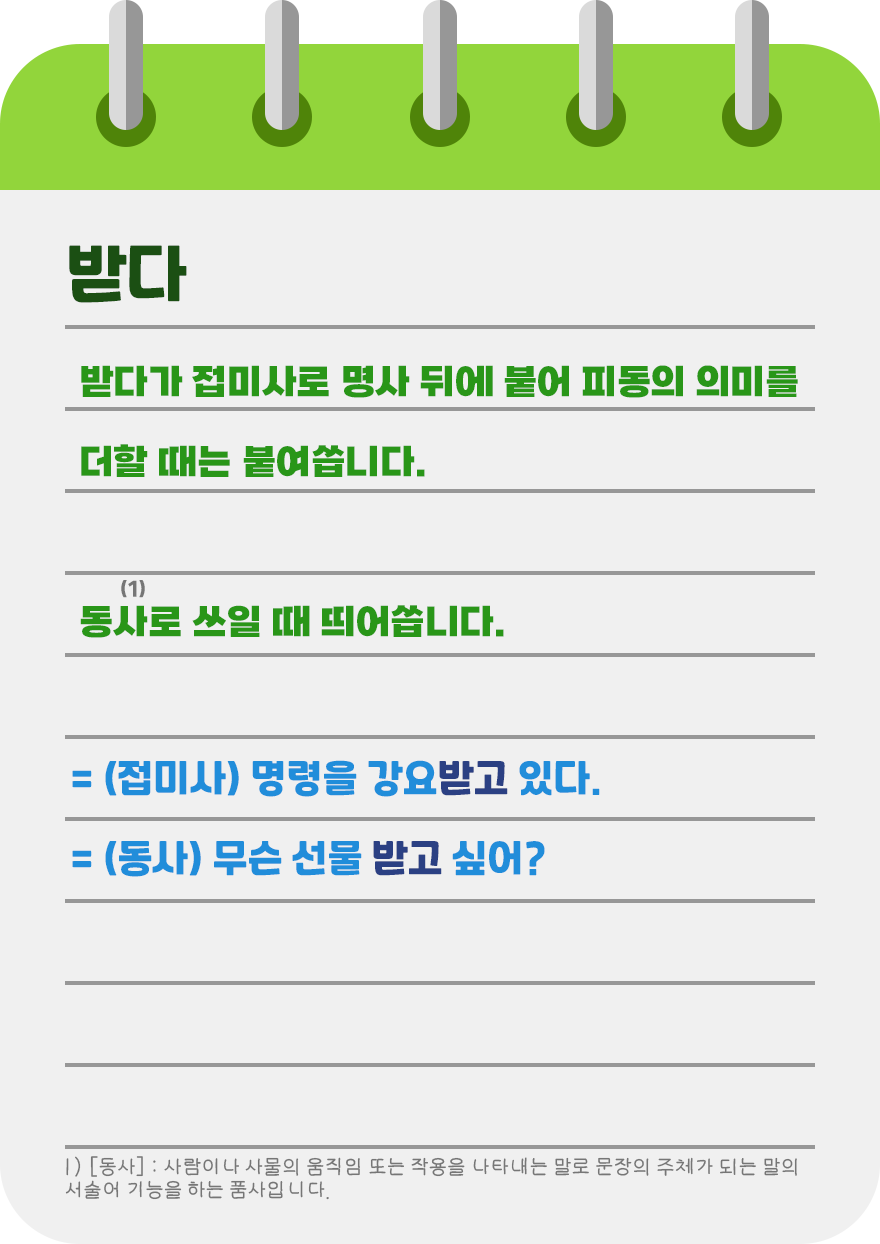 받다
받다가 접미사로 명사 뒤에 붙어 피동의 의미를
더할 때는 붙여씁니다.
(1)
동사로 쓰일 때 띄어씁니다.
= (접미사) 명령을 강요받고 있다.
= (동사) 무슨 선물 받고 싶어?
1) [동사] : 사람이나 사물의 움직임 또는 작용을 나타내는 말로 문장의 주체가 되는 말의
서술어 기능을 하는 품사입니다.